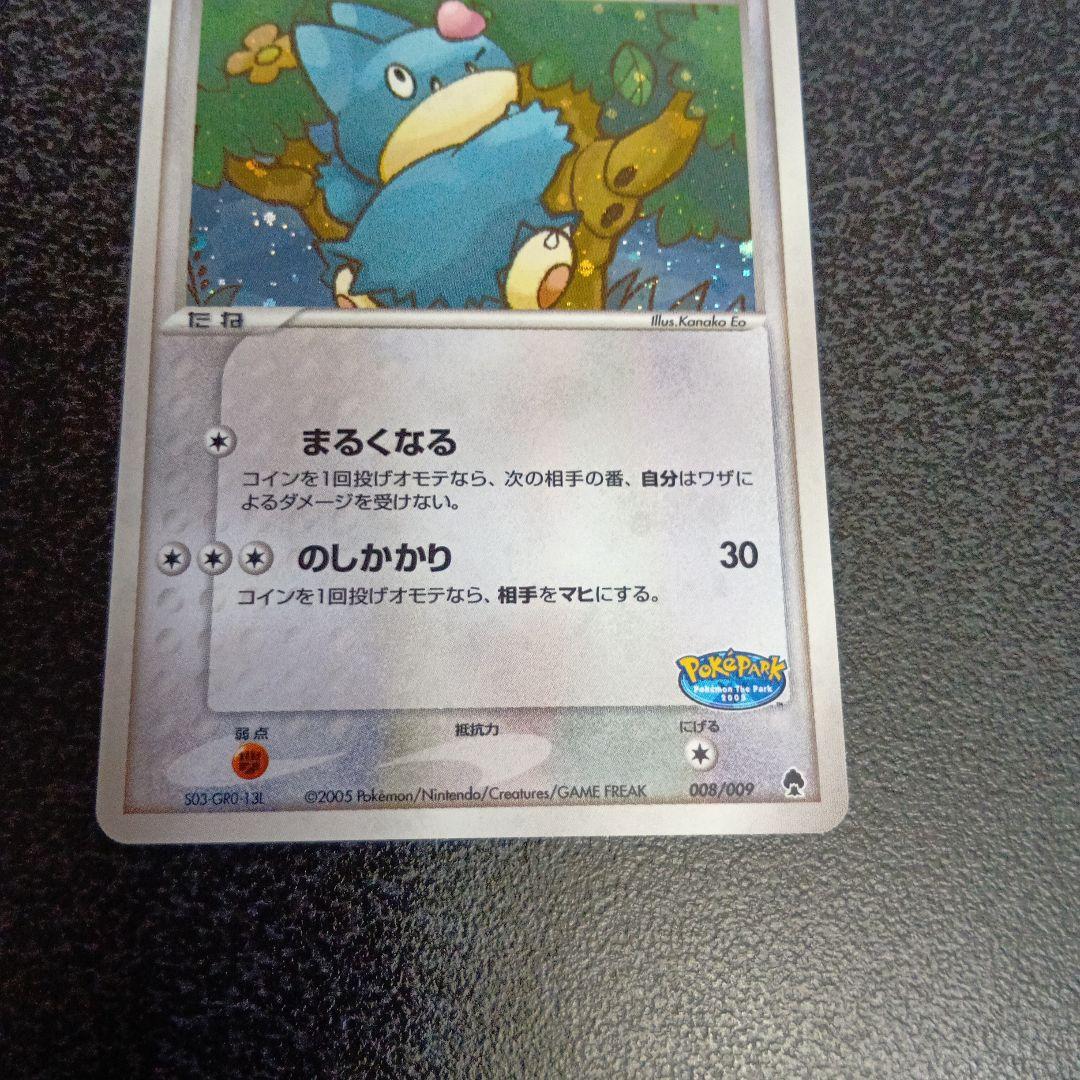 たね
Illus.Kanako Eo
まるくなる
コインを1回投げオモテなら、次の相手の番、自分はワザに
よるダメージを受けない。
のしかかり 30
コインを1回投げオモテなら、相手をマヒにする。
POKéPARK
Pokémon The Park
2005
弱点 抵抗力 にげる
S03-GR0-13L ©2005 Pokémon/Nintendo/Creatures/GAME FREAK 008/009